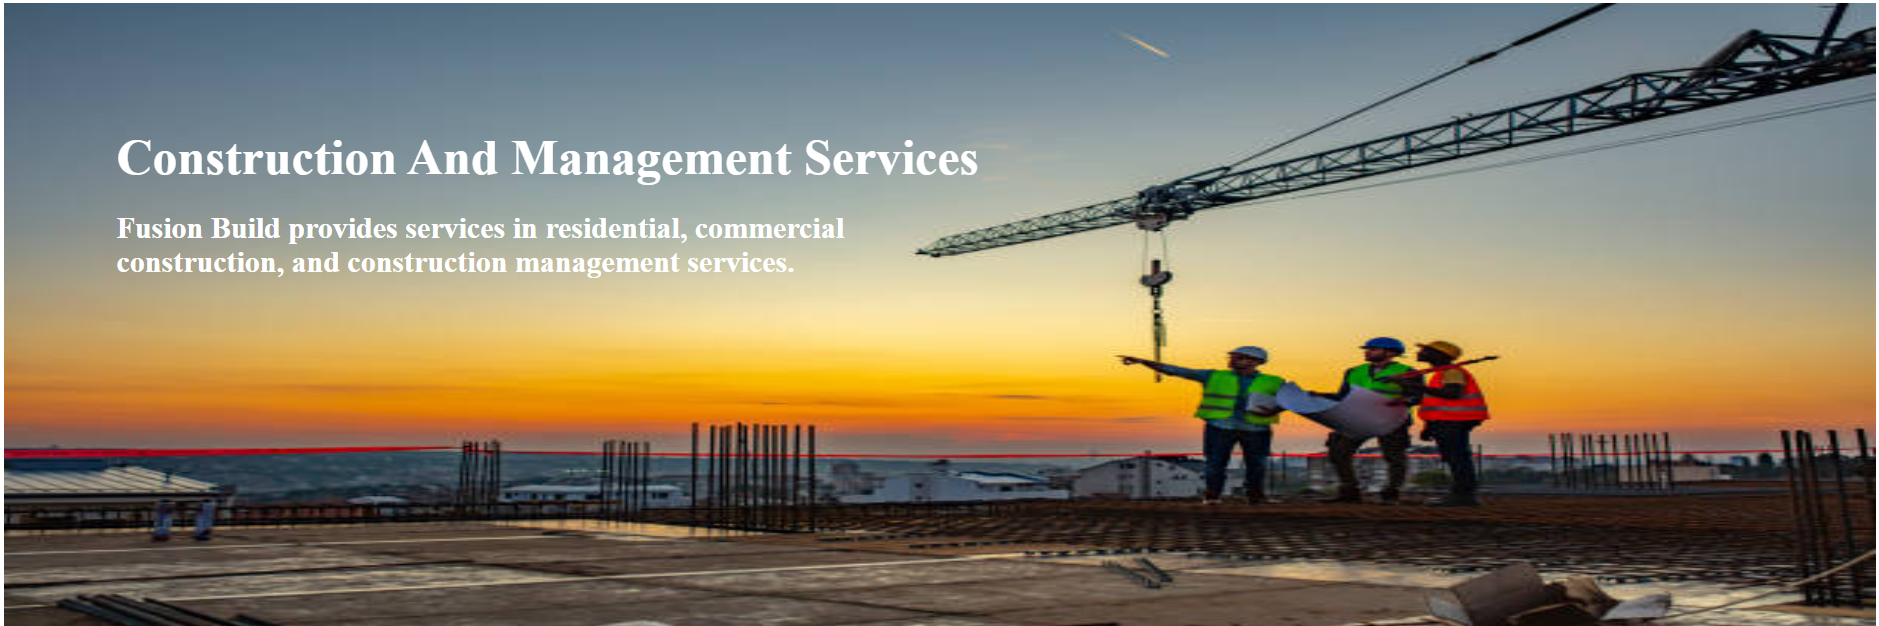 Construction And Management Services
Fusion Build provides services in residential, commercial
construction, and construction management services.